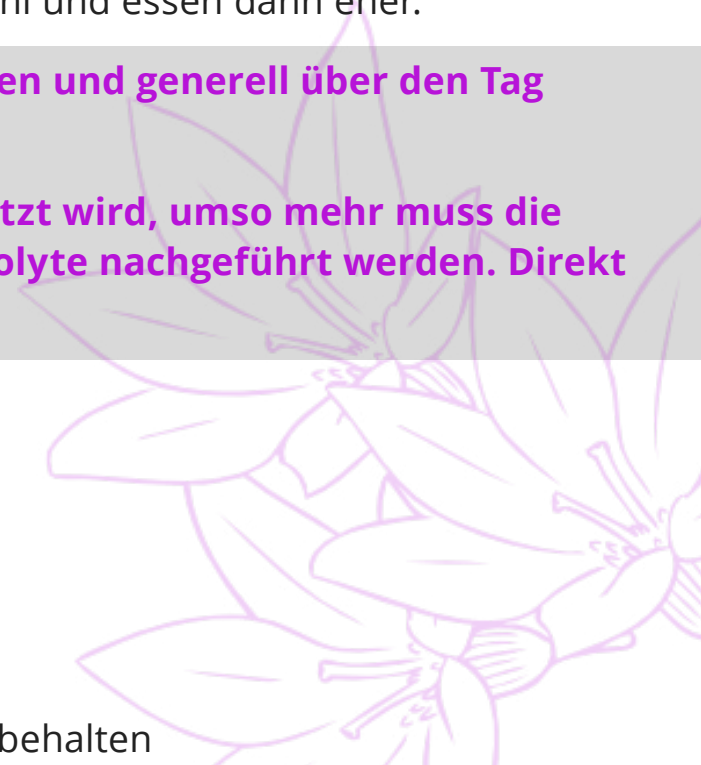 und essen dann eher.
en und generell über den Tag
tzt wird, umso mehr muss die
olyte nachgeführt werden. Direkt
behalten